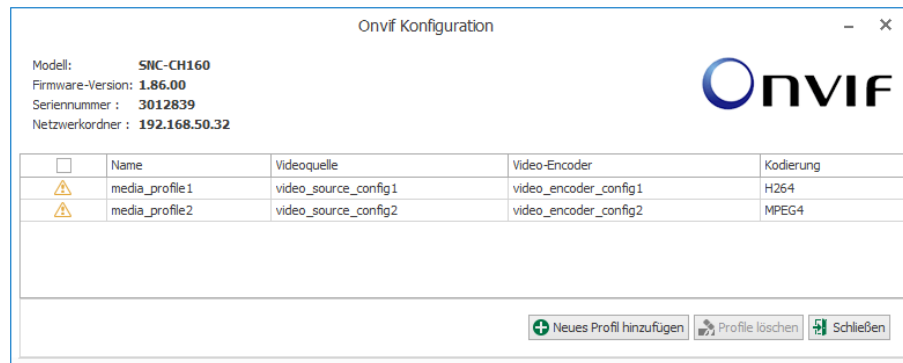 Onvif Konfiguration
Modell: SNC-CH160
Firmware-Version: 1.86.00
Seriennummer : 3012839
Netzwerkordner : 192.168.50.32
ONVIF
Name Videoquelle Video-Encoder Kodierung
media_profile1 video_source_config1 video_encoder_config1 H264
media_profile2 video_source_config2 video_encoder_config2 MPEG4
Neues Profil hinzufügen Profile löschen Schließen